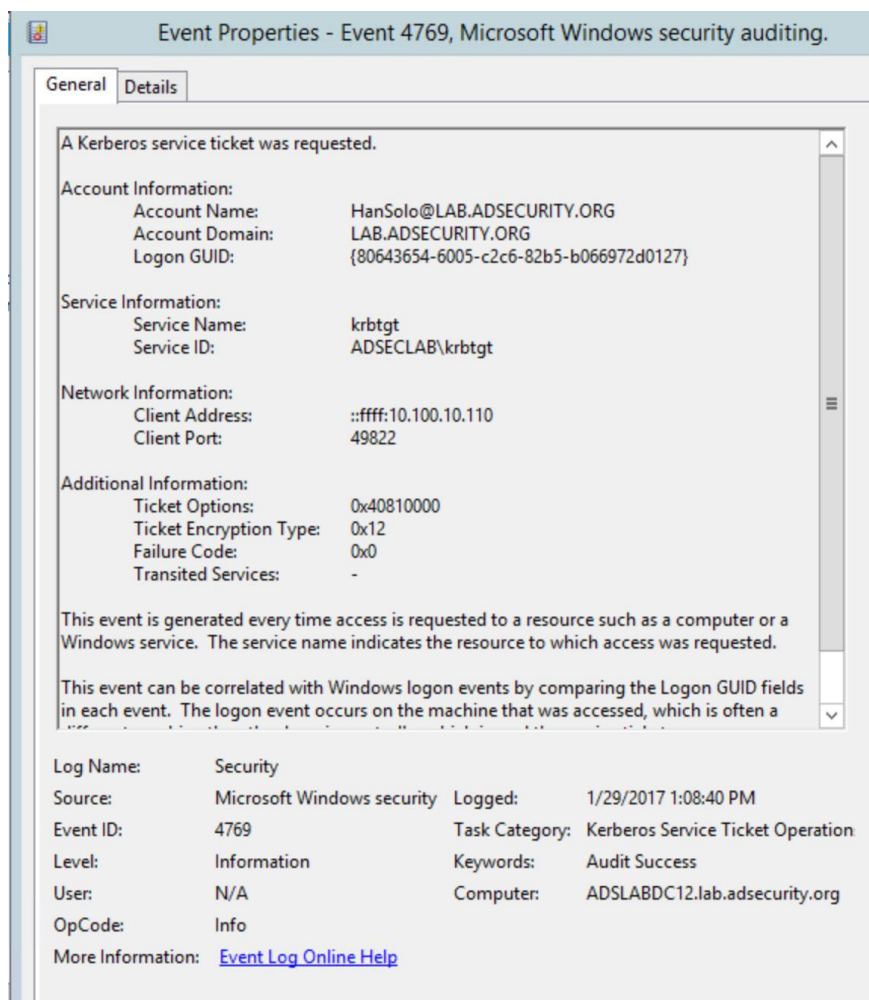 Event Properties - Event 4769, Microsoft Windows security auditing.
General Details
A Kerberos service ticket was requested.
Account Information:
Account Name: HanSolo@LAB.ADSECURITY.ORG
Account Domain: LAB.ADSECURITY.ORG
Logon GUID: {80643654-6005-c2c6-82b5-b066972d0127}
Service Information:
Service Name: krbtgt
Service ID: ADSECLAB\krbtgt
Network Information:
Client Address: ::ffff:10.100.10.110
Client Port: 49822
Additional Information:
Ticket Options: 0x40810000
Ticket Encryption Type: 0x12
Failure Code: 0x0
Transited Services: -
This event is generated every time access is requested to a resource such as a computer or a
Windows service. The service name indicates the resource to which access was requested.
This event can be correlated with Windows logon events by comparing the Logon GUID fields
in each event. The logon event occurs on the machine that was accessed, which is often a
Log Name: Security
Source: Microsoft Windows security Logged: 1/29/2017 1:08:40 PM
Event ID: 4769 Task Category: Kerberos Service Ticket Operation
Level: Information Keywords: Audit Success
User: N/A Computer: ADSLABDC12.lab.adsecurity.org
OpCode: Info
More Information: Event Log Online Help